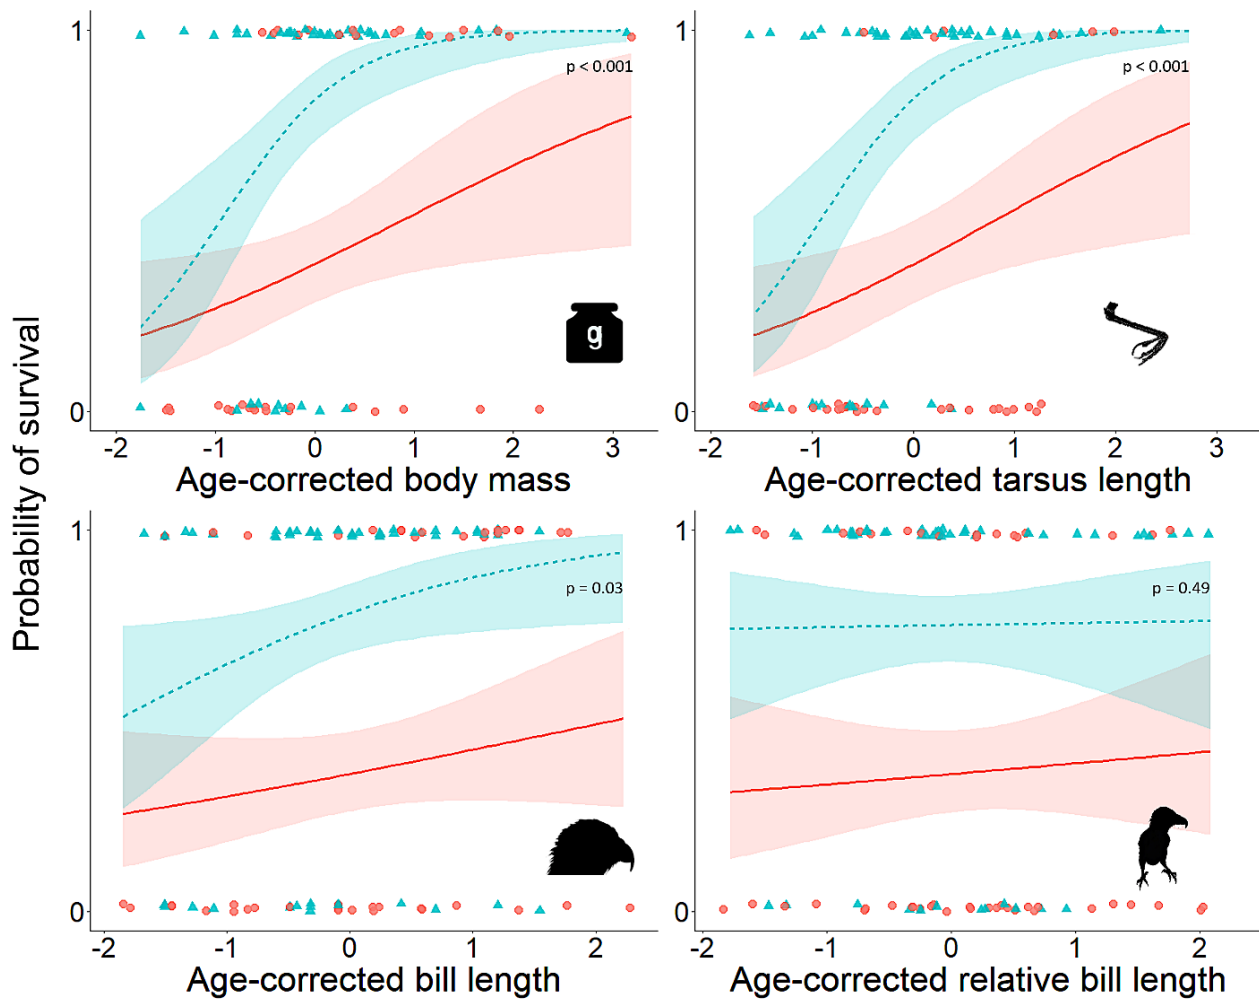 Probability of survival
1
p < 0.001
g
0
-2 -1 0 1 2 3
Age-corrected body mass
1
p < 0.001
0
-2 -1 0 1 2 3
Age-corrected tarsus length
1
p = 0.03
0
-2 -1 0 1 2
Age-corrected bill length
1
p = 0.49
0
-2 -1 0 1 2
Age-corrected relative bill length